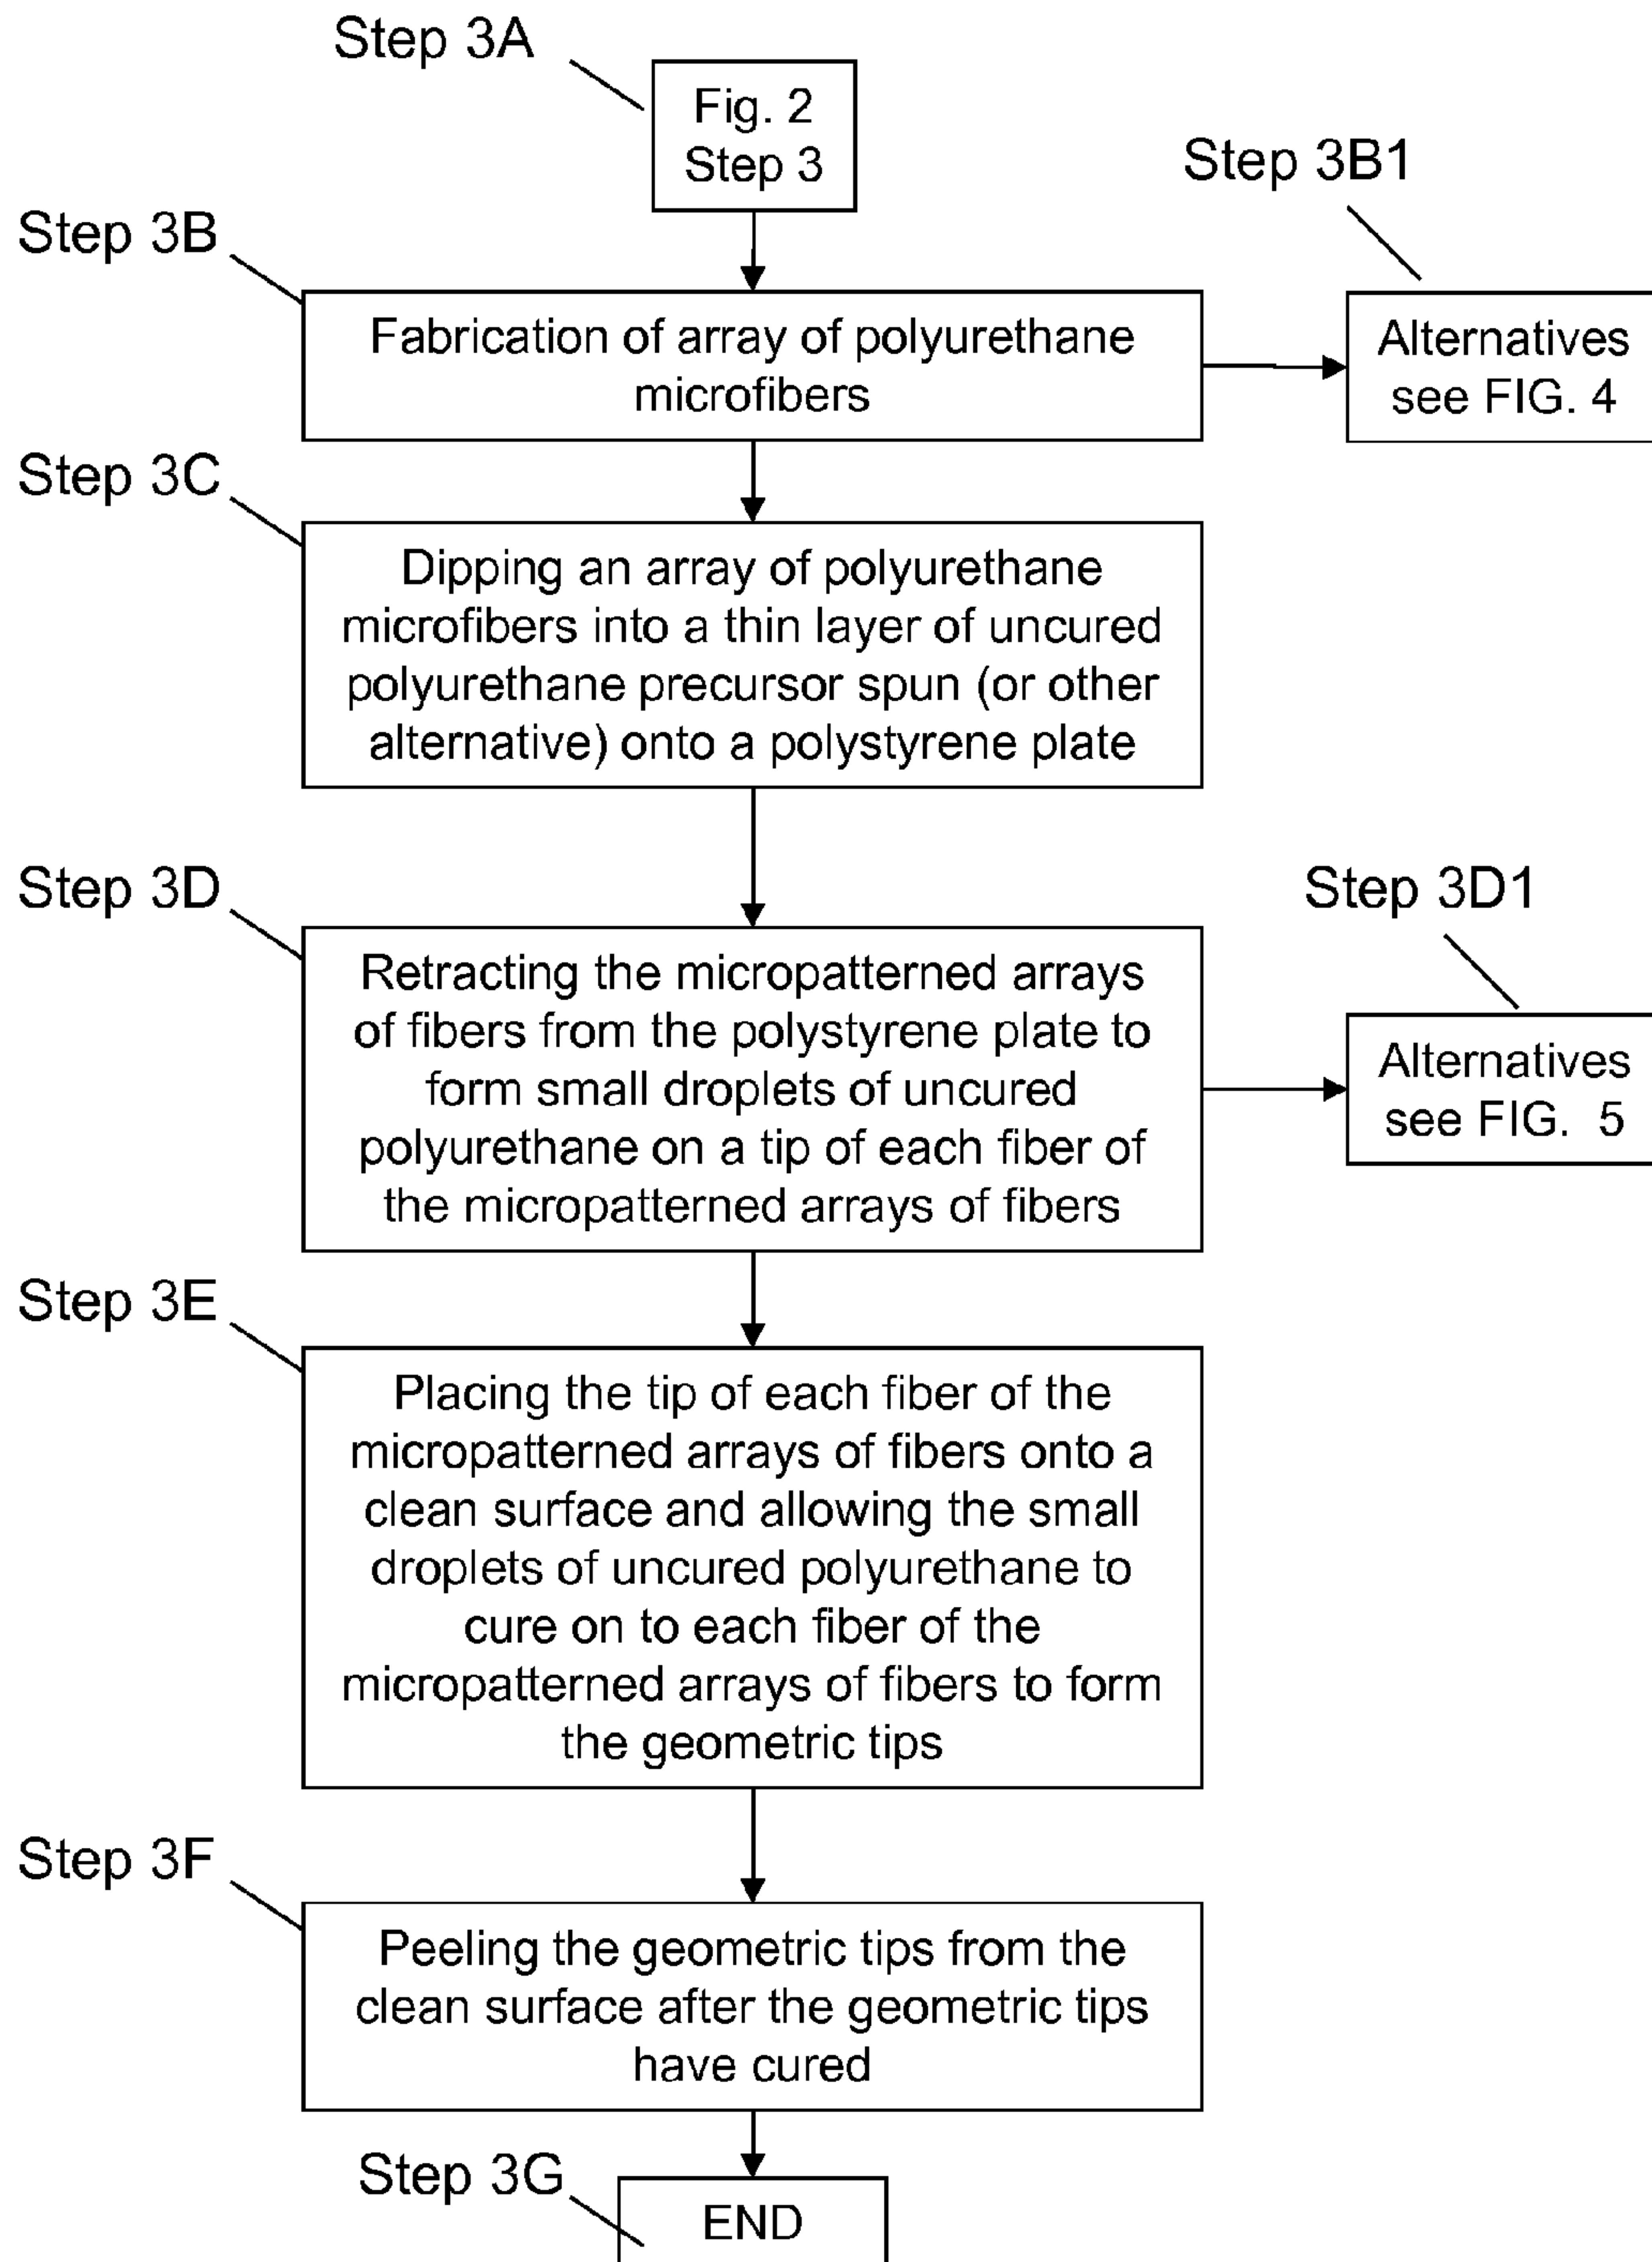 Step 3A
Fig. 2
Step 3
Step 3B1
Step 3B
Fabrication of array of polyurethane
microfibers
Alternatives
see FIG. 4
Step 3C
Dipping an array of polyurethane
microfibers into a thin layer of uncured
polyurethane precursor spun (or other
alternative) onto a polystyrene plate
Step 3D
Step 3D1
Retracting the micropatterned arrays
of fibers from the polystyrene plate to
form small droplets of uncured
polyurethane on a tip of each fiber of
the micropatterned arrays of fibers
Alternatives
see FIG. 5
Step 3E
Placing the tip of each fiber of the
micropatterned arrays of fibers onto a
clean surface and allowing the small
droplets of uncured polyurethane to
cure on to each fiber of the
micropatterned arrays of fibers to form
the geometric tips
Step 3F
Peeling the geometric tips from the
clean surface after the geometric tips
have cured
Step 3G
END